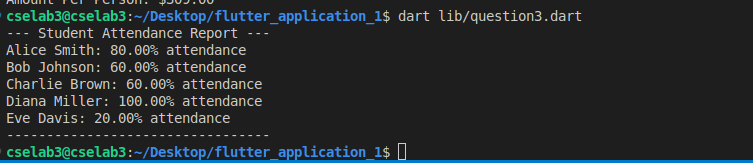 Amount Per Person: $309.00
cselab3@cselab3:~/Desktop/flutter_application_1$ dart lib/question3.dart
--- Student Attendance Report ---
Alice Smith: 80.00% attendance
Bob Johnson: 60.00% attendance
Charlie Brown: 60.00% attendance
Diana Miller: 100.00% attendance
Eve Davis: 20.00% attendance
---------------------------------
cselab3@cselab3:~/Desktop/flutter_application_1$